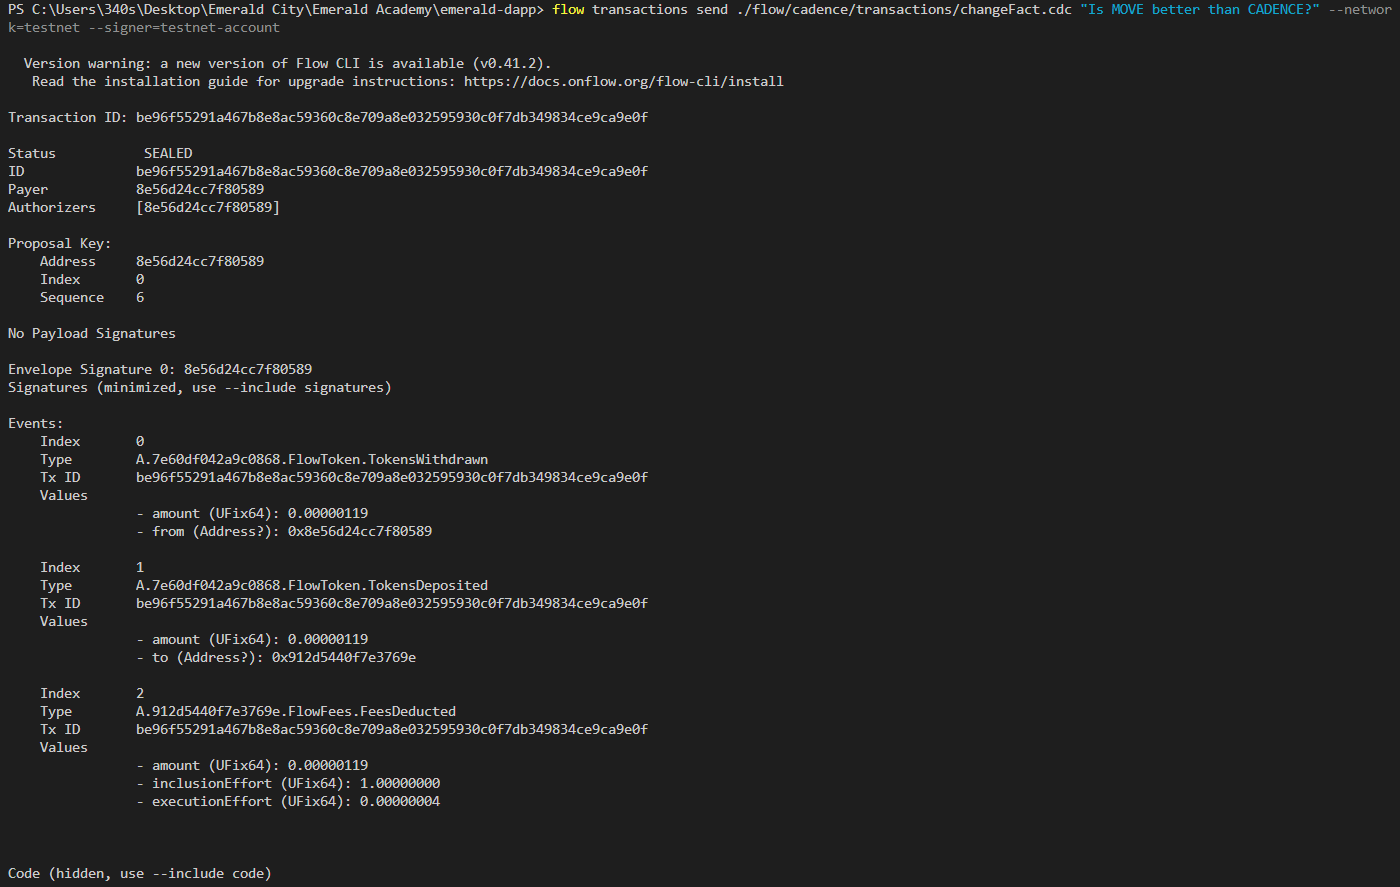 PS C:\Users\340s\Desktop\Emerald City\Emerald Academy\emerald-dapp> flow transactions send ./flow/cadence/transactions/changeFact.cdc "Is MOVE better than CADENCE?" --networ
k=testnet --signer=testnet-account
Version warning: a new version of Flow CLI is available (v0.41.2).
Read the installation guide for upgrade instructions: https://docs.onflow.org/flow-cli/install
Transaction ID: be96f55291a467b8e8ac59360c8e709a8e032595930c0f7db349834ce9ca9e0f
Status SEALED
ID be96f55291a467b8e8ac59360c8e709a8e032595930c0f7db349834ce9ca9e0f
Payer 8e56d24cc7f80589
Authorizers [8e56d24cc7f80589]
Proposal Key:
Address 8e56d24cc7f80589
Index 0
Sequence 6
No Payload Signatures
Envelope Signature 0: 8e56d24cc7f80589
Signatures (minimized, use --include signatures)
Events:
Index 0
Type A.7e60df042a9c0868.FlowToken.TokensWithdrawn
Tx ID be96f55291a467b8e8ac59360c8e709a8e032595930c0f7db349834ce9ca9e0f
Values
- amount (UFix64): 0.00000119
- from (Address?): 0x8e56d24cc7f80589
Index 1
Type A.7e60df042a9c0868.FlowToken.TokensDeposited
Tx ID be96f55291a467b8e8ac59360c8e709a8e032595930c0f7db349834ce9ca9e0f
Values
- amount (UFix64): 0.00000119
- to (Address?): 0x912d5440f7e3769e
Index 2
Type A.912d5440f7e3769e.FlowFees.FeesDeducted
Tx ID be96f55291a467b8e8ac59360c8e709a8e032595930c0f7db349834ce9ca9e0f
Values
- amount (UFix64): 0.00000119
- inclusionEffort (UFix64): 1.00000000
- executionEffort (UFix64): 0.00000004
Code (hidden, use --include code)